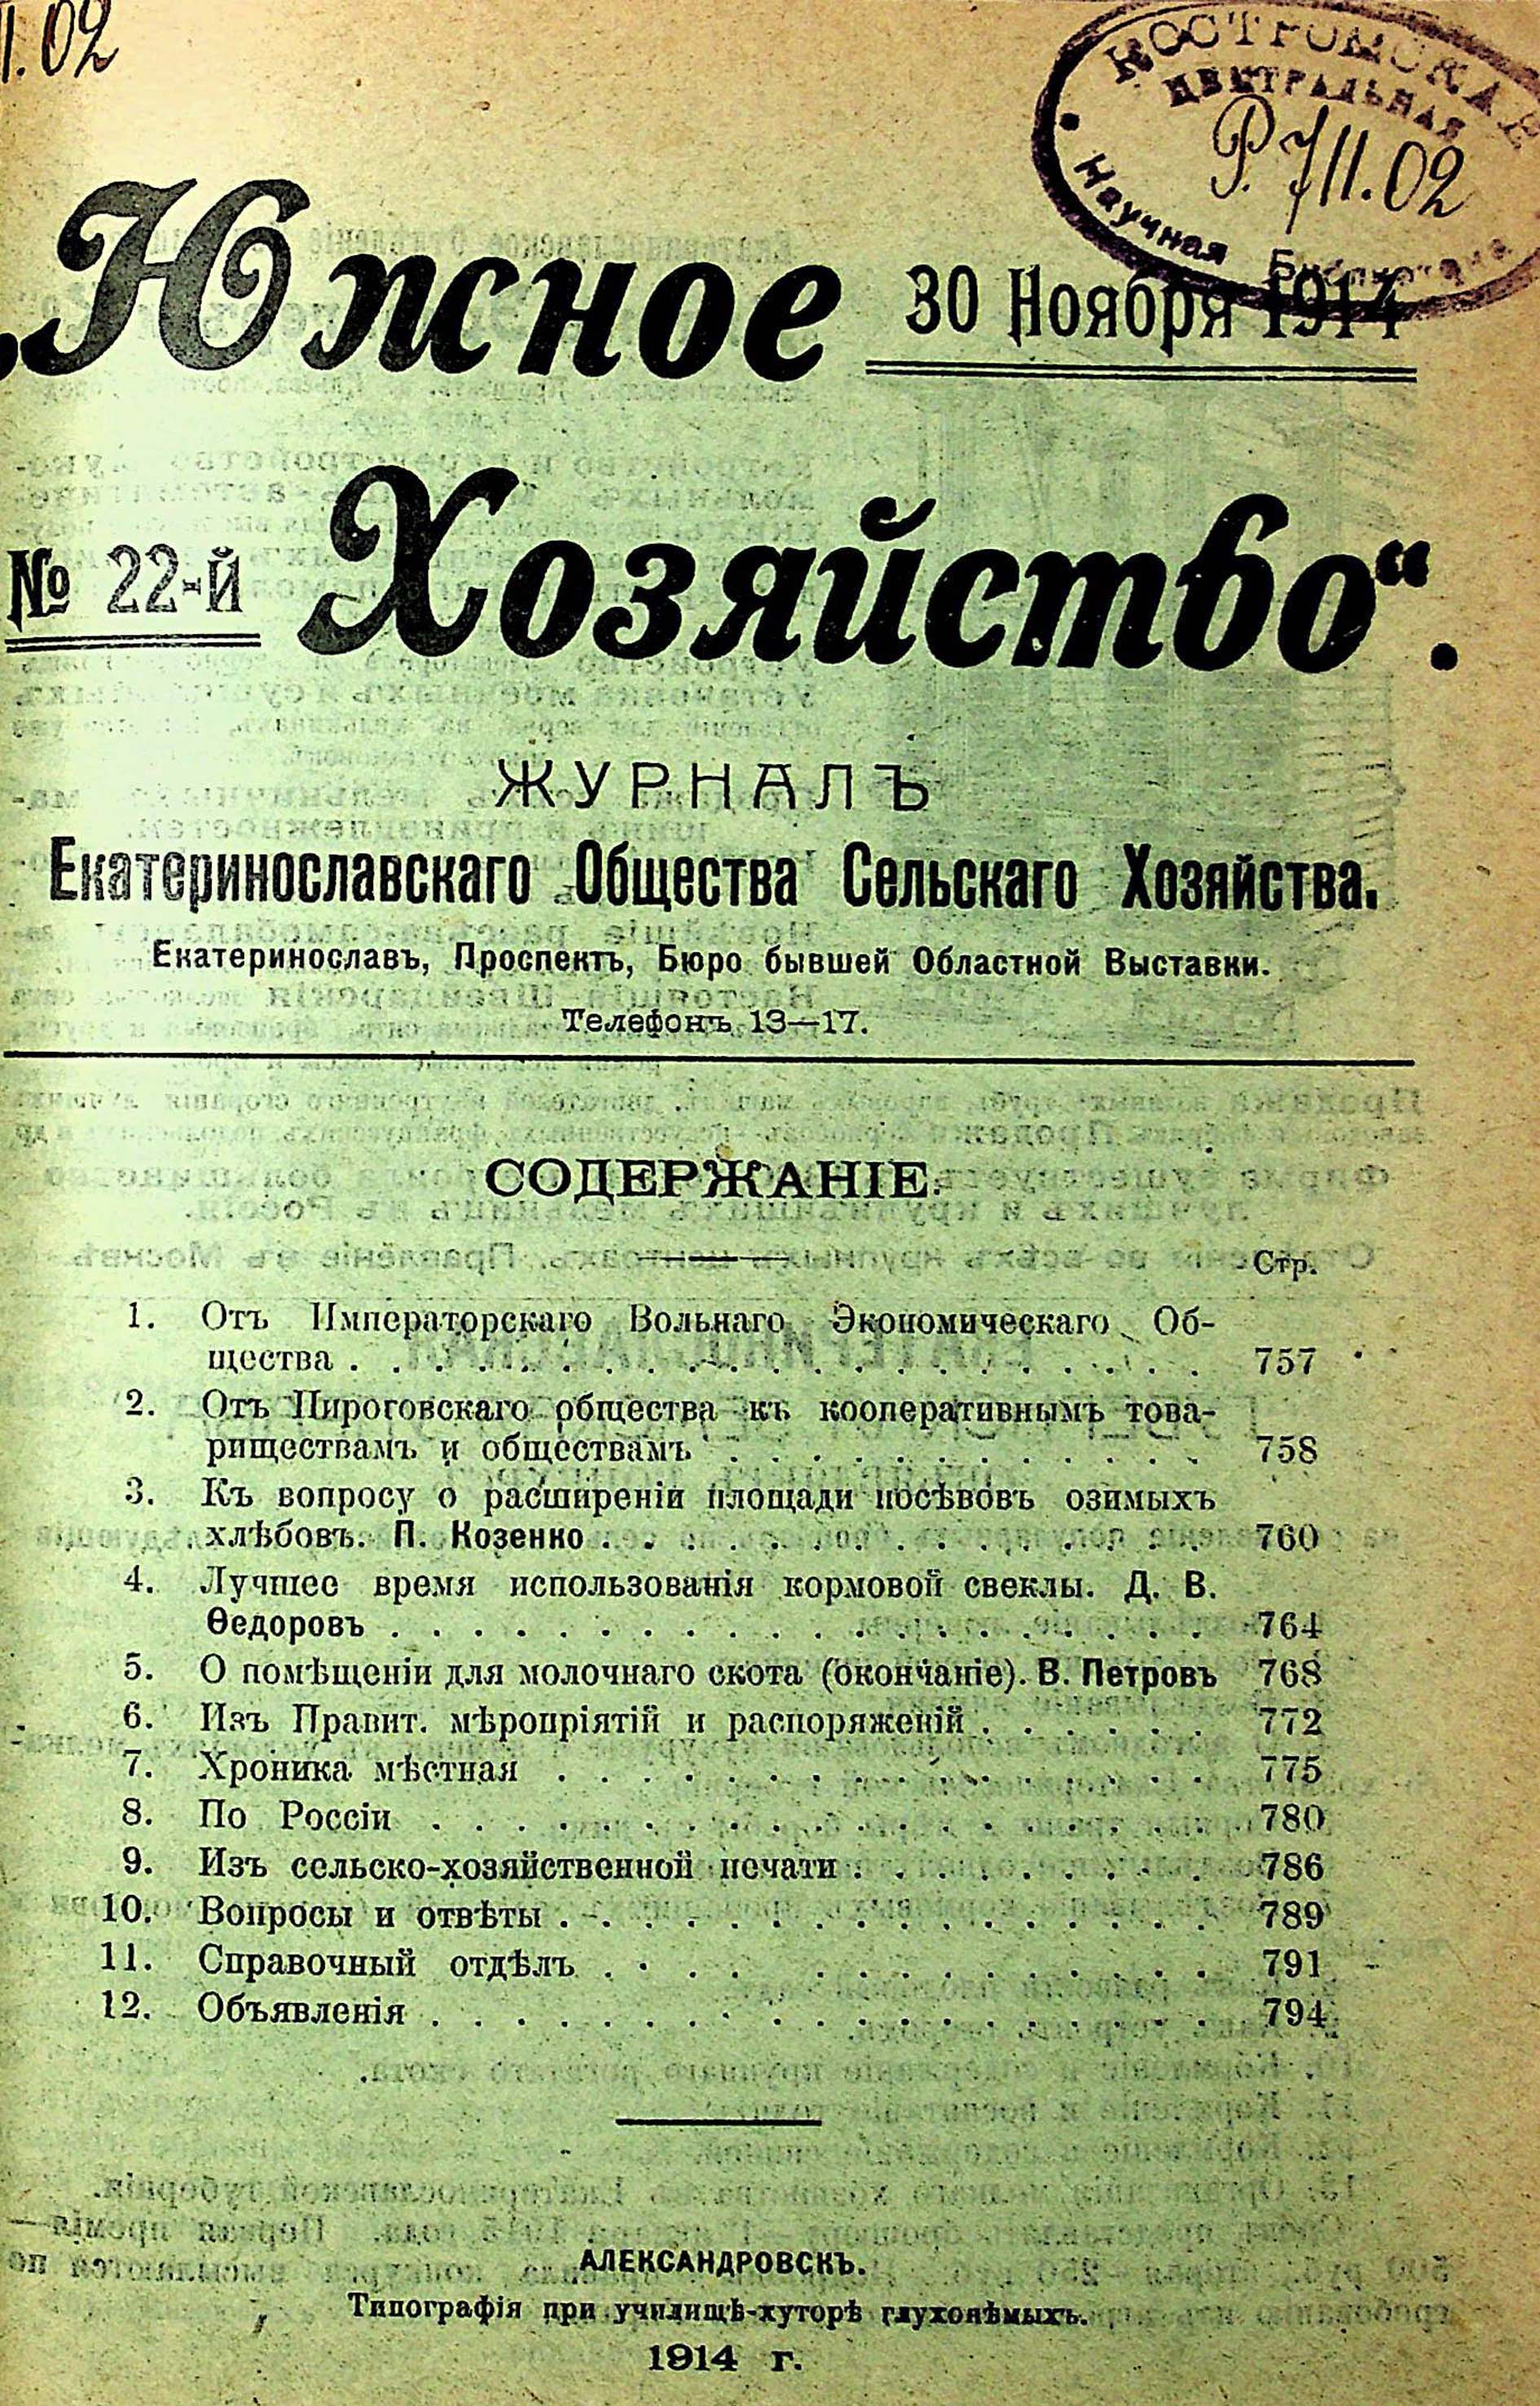 КОСТРОМСКАЯ
ЦЕНТРАЛЬНАЯ
Р. 711.02
Научная Библиотека
„Южное 30 Ноября 1914
№ 22-й Хозяйство“.
ЖУРНАЛЪ
Екатеринославскаго Общества Сельскаго Хозяйства.
Екатеринославъ, Проспектъ, Бюро бывшей Областной Выставки.
Телефонъ 13—17.
СОДЕРЖАНІЕ.
Стр.
1. Отъ Императорскаго Вольнаго Экономическаго Об-
щества . . . . . . . . . . . . . . . . . . . . 757
2. Отъ Пироговскаго общества къ кооперативнымъ това-
риществамъ и обществамъ . . . . . . . . . . . . 758
3. Къ вопросу о расширеніи площади посѣвовъ озимыхъ
хлѣбовъ. П. Козенко . . . . . . . . . . . . . . . 760
4. Лучшее время использованія кормовой свеклы. Д. В.
Ѳедоровъ . . . . . . . . . . . . . . . . . . . . 764
5. О помѣщеніи для молочнаго скота (окончаніе). В. Петровъ 768
6. Изъ Правит. мѣропріятій и распоряженій . . . . . . 772
7. Хроника мѣстная . . . . . . . . . . . . . . . . 775
8. По Россіи . . . . . . . . . . . . . . . . . . . 780
9. Изъ сельско-хозяйственной печати . . . . . . . . . 786
10. Вопросы и отвѣты . . . . . . . . . . . . . . . . 789
11. Справочный отдѣлъ . . . . . . . . . . . . . . 791
12. Объявленія . . . . . . . . . . . . . . . . . . . 794
АЛЕКСАНДРОВСКЪ.
Типографія при училищѣ-хуторѣ глухонѣмыхъ.
1914 г.